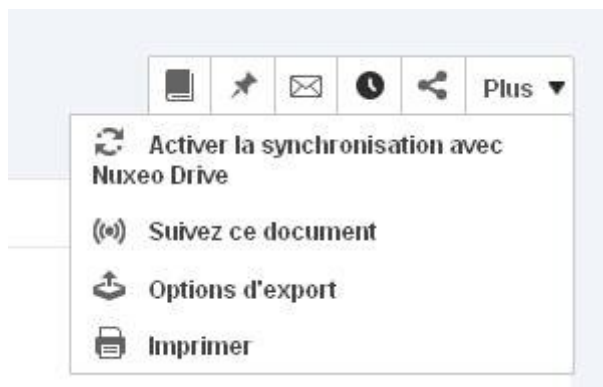 Plus ▼
Activer la synchronisation avec
Nuxeo Drive
Suivez ce document
Options d'export
Imprimer